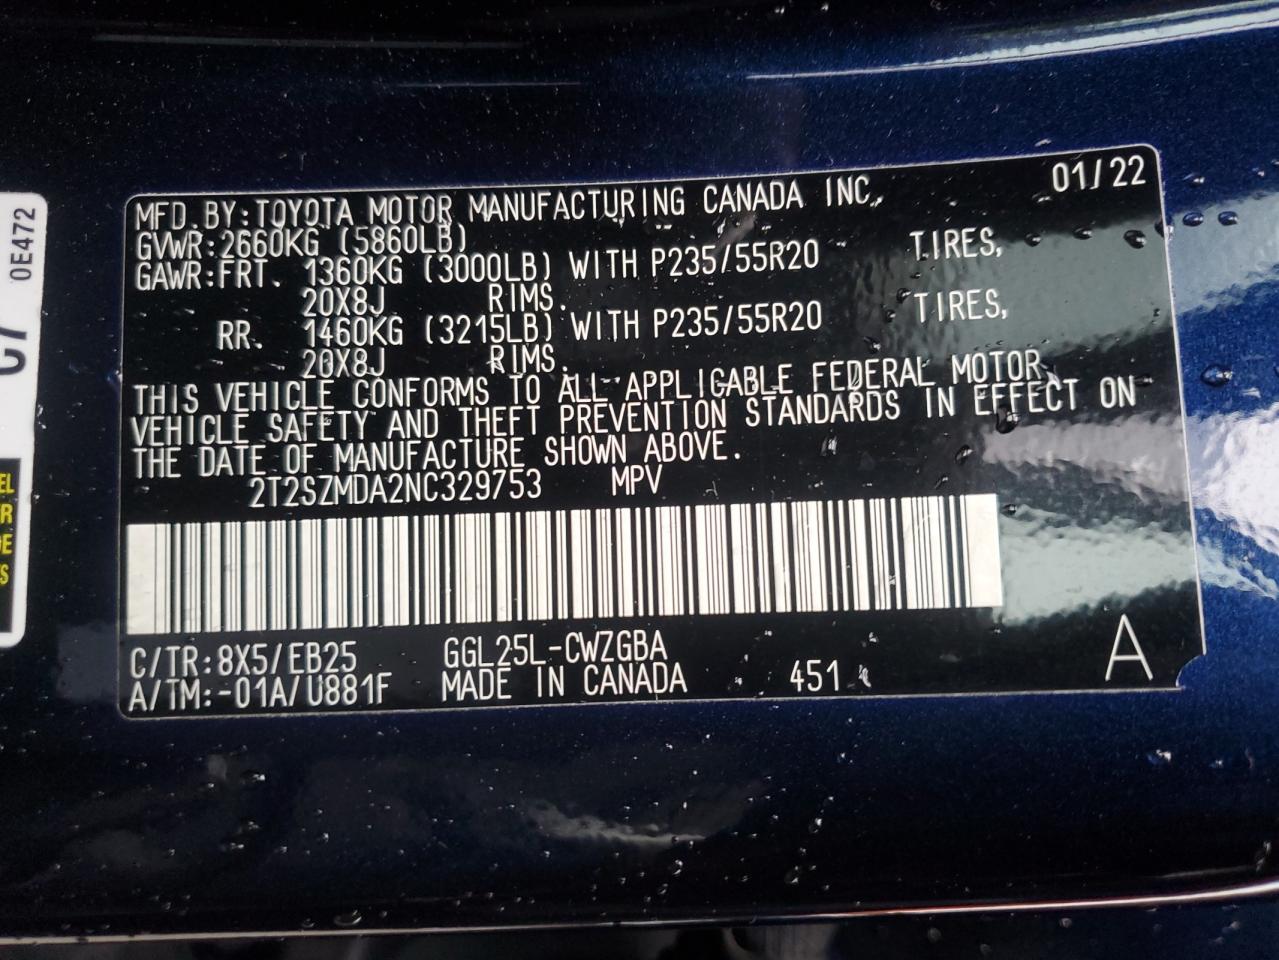 01/22
MFD. BY:TOYOTA MOTOR MANUFACTURING CANADA INC.
GVWR:2660KG (5860LB)
GAWR:FRT. 1360KG (3000LB) WITH P235/55R20 TIRES,
20X8J RIMS.
RR. 1460KG (3215LB) WITH P235/55R20 TIRES,
20X8J RIMS.
THIS VEHICLE CONFORMS TO ALL APPLICABLE FEDERAL MOTOR
VEHICLE SAFETY AND THEFT PREVENTION STANDARDS IN EFFECT ON
THE DATE OF MANUFACTURE SHOWN ABOVE.
2T2SZMDA2NC329753 MPV
C/TR:8X5/EB25 GGL25L-CWZGBA
A/TM:-01A/U881F MADE IN CANADA 451
A
0E472